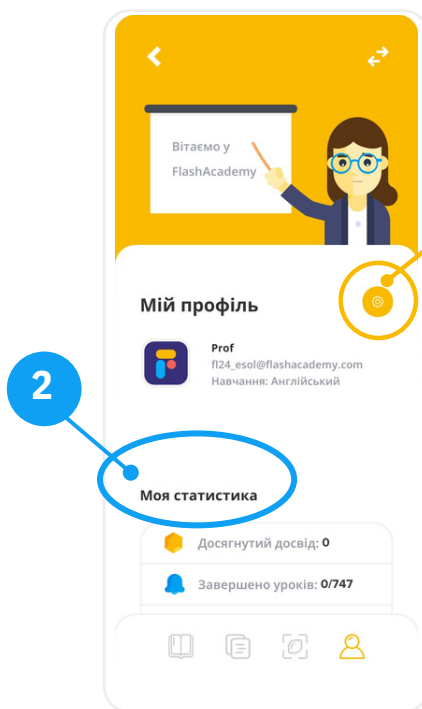 Вітаємо у
FlashAcademy
Мій профіль
Prof
fl24_esol@flashacademy.com
Навчання: Англійський
2
Моя статистика
Досягнутий досвід: 0
Завершено уроків: 0/747